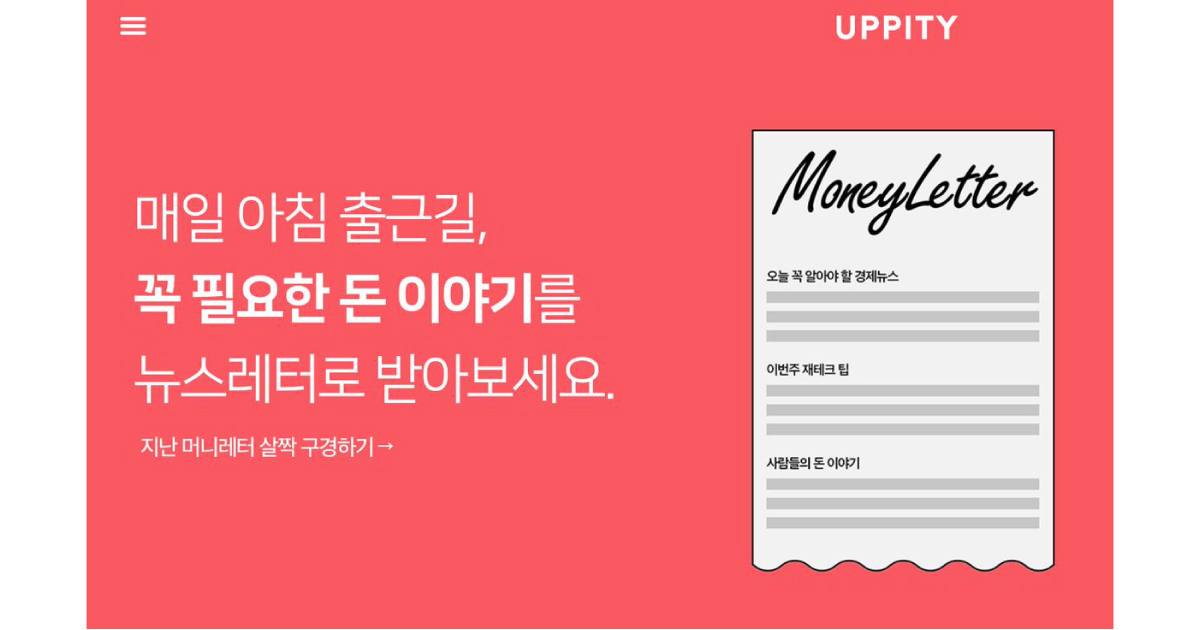 UPPITY
매일 아침 출근길,
꼭 필요한 돈 이야기를
뉴스레터로 받아보세요.
지난 머니레터 살짝 구경하기 →
MoneyLetter
오늘 꼭 알아야 할 경제뉴스
이번주 재테크 팁
사람들의 돈 이야기